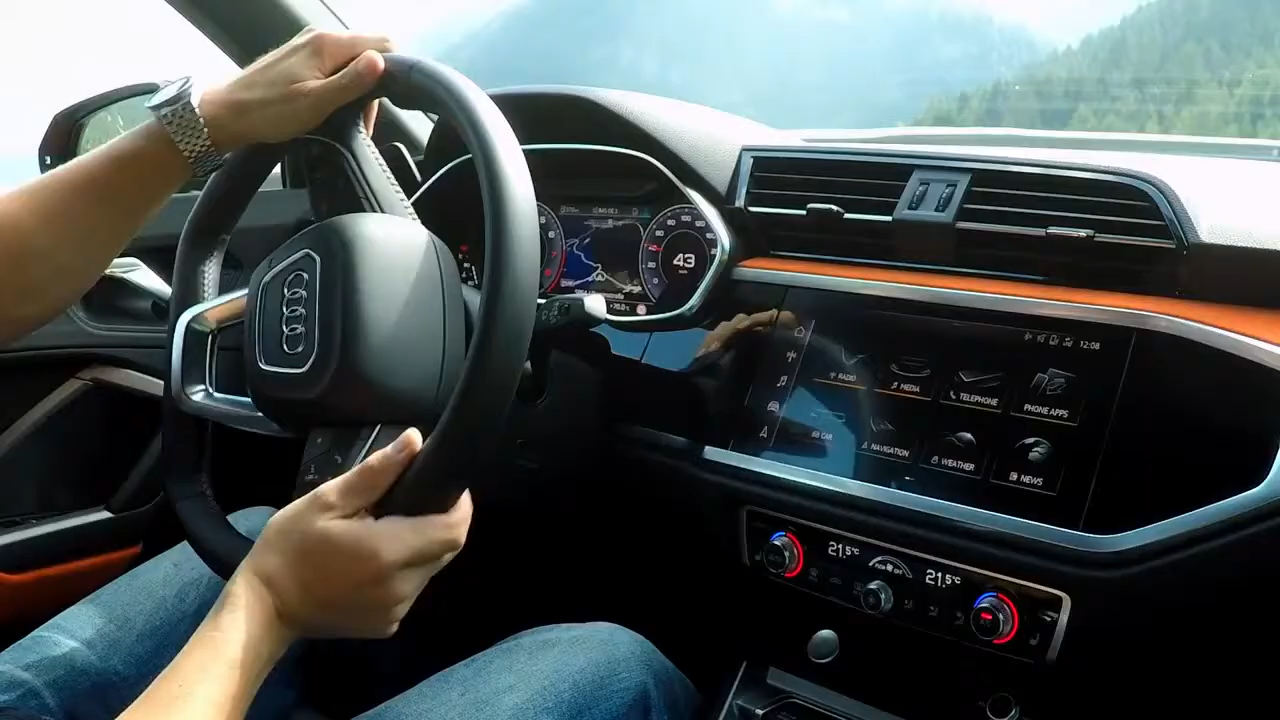 43
12:08
RADIO
MEDIA
TELEPHONE
PHONE APPS
CAR
NAVIGATION
WEATHER
NEWS
21,5°C
21,5°C